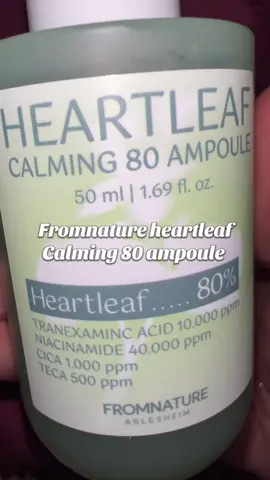 HEARTLEAF
CALMING 80 AMPOULE
50 ml | 1.69 fl. oz.
Fromnature heartleaf
Calming 80 ampoule
Heartleaf ..... 80%
TRANEXAMINC ACID 10.000 ppm
NIACINAMIDE 40.000 ppm
CICA 1.000 ppm
TECA 500 ppm
FROMNATURE
ARLESHEIM